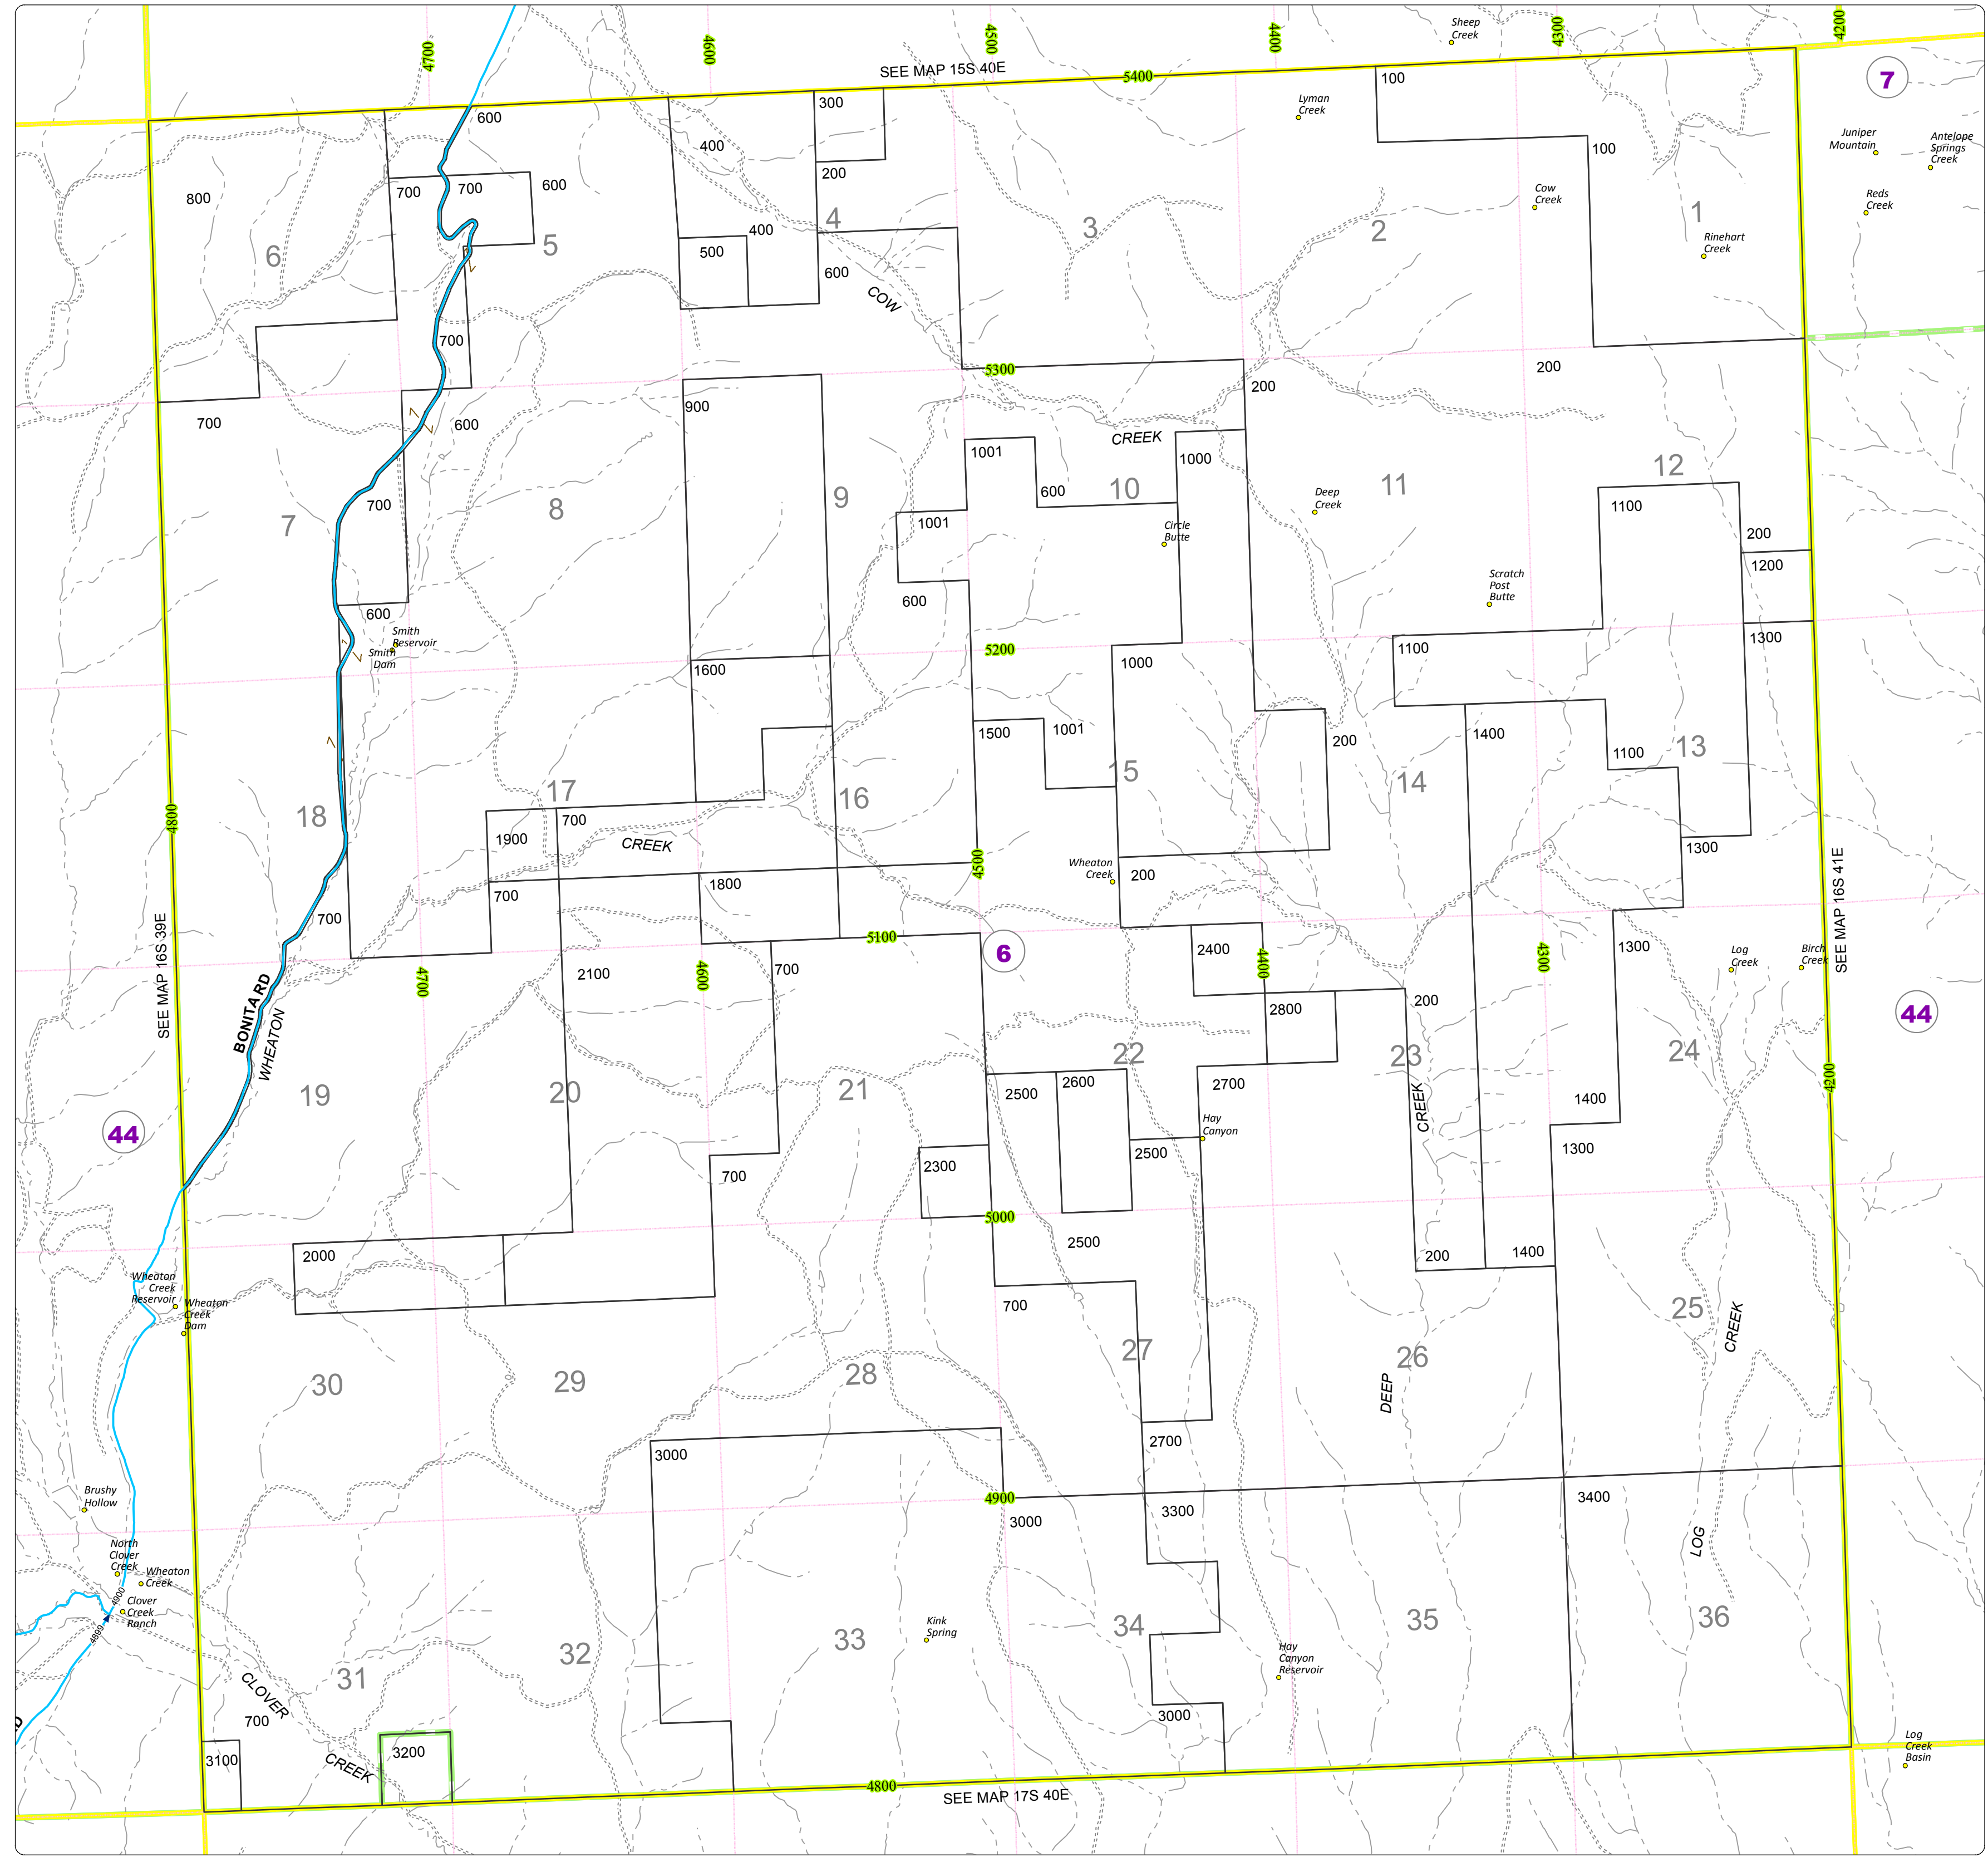 Sheep
Creek
4700
4600
4500
4400
4300
4200
SEE MAP 15S 40E
5400
7
100
300
Lyman
Creek
600
Juniper
Mountain
Antelope
Springs
Creek
400
100
200
700
700
600
800
Cow
Creek
Reds
Creek
6
5
4
3
2
1
400
500
600
Rinehart
Creek
COW
700
5300
200
200
900
700
600
CREEK
1001
1000
12
600
10
11
9
8
7
700
1001
Deep
Creek
1100
Circle
Butte
200
1200
Scratch
Post
Butte
600
600
Smith
Reservoir
Smith
Dam
1300
5200
1100
1600
1000
1500
1001
200
1400
1100
13
15
14
17
16
18
4800
700
1900
CREEK
1300
Wheaton
Creek
4500
200
1800
700
700
SEE MAP 16S 39E
SEE MAP 16S 41E
5100
6
2400
4400
4300
1300
Log
Creek
Birch
Creek
4700
4600
700
2100
BONITA RD
WHEATON
2800
200
44
22
23
24
19
20
21
2500
2600
2700
CREEK
1400
4200
44
Hay
Canyon
2300
2500
1300
700
5000
2500
2000
200
1400
Wheaton
Creek
Reservoir
Wheaton
Creek
Dam
700
25
CREEK
27
26
30
29
28
DEEP
3000
2700
Brushy
Hollow
4900
3000
3300
3400
North
Clover
Creek
Wheaton
Creek
LOG
4900
Clover
Creek
Ranch
4899
Kink
Spring
31
32
33
34
35
36
Hay
Canyon
Reservoir
CLOVER
700
3000
3100
CREEK
3200
Log
Creek
Basin
4800
SEE MAP 17S 40E